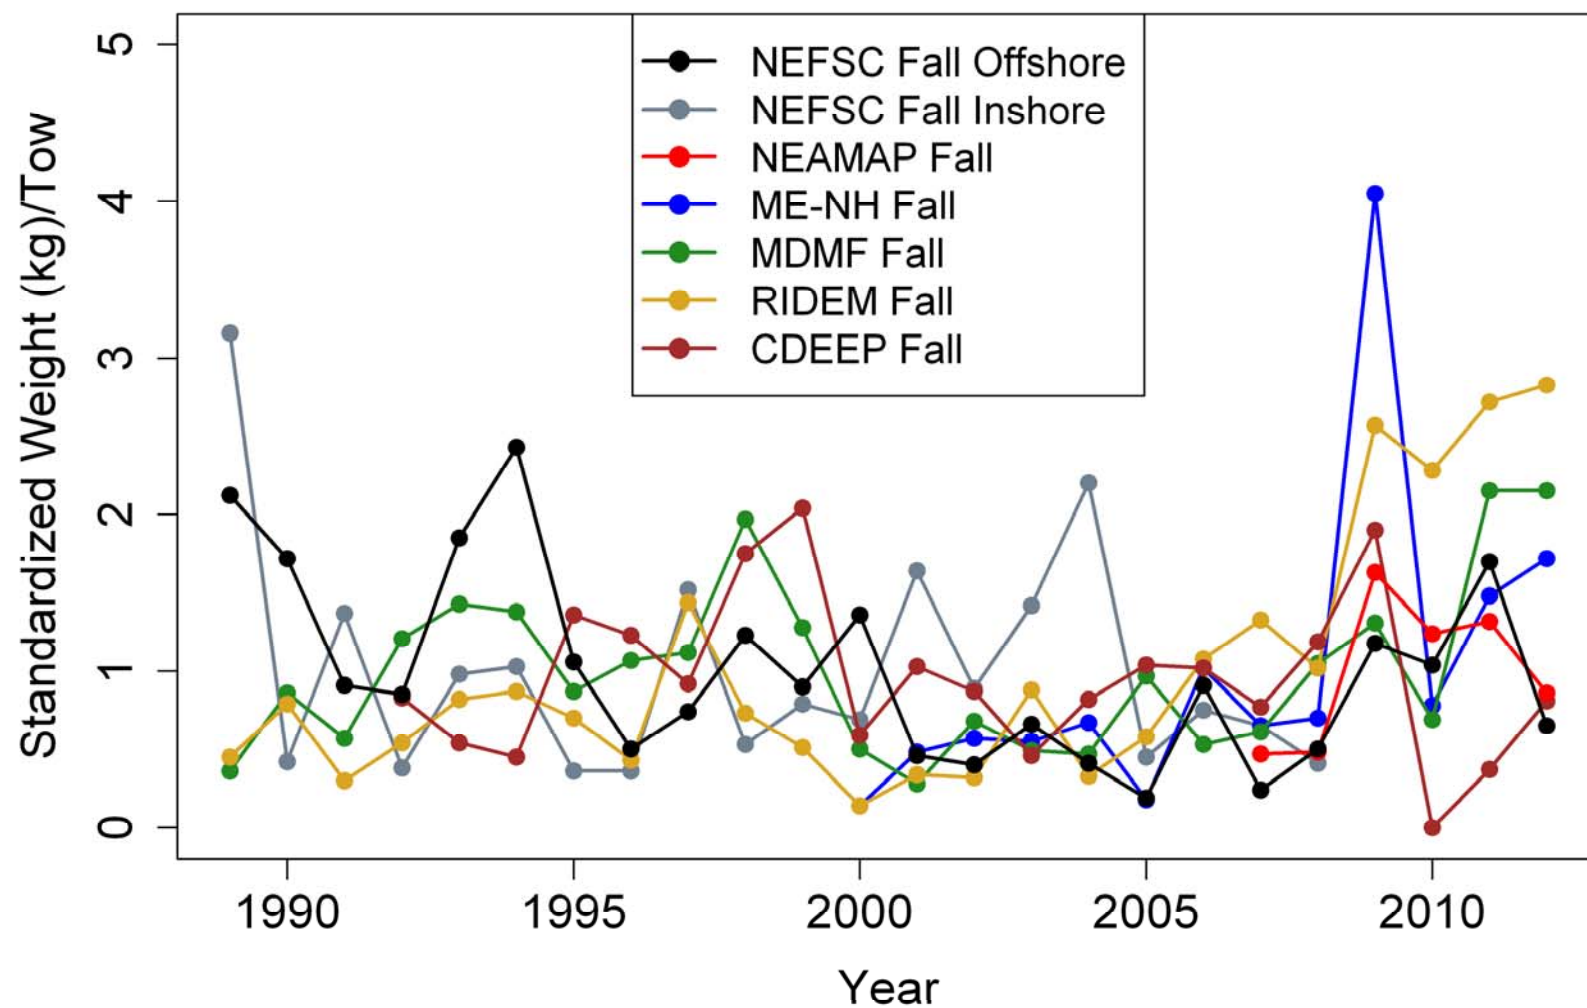 Standardized Weight (kg)/Tow
5
4
3
2
1
0
NEFSC Fall Offshore
NEFSC Fall Inshore
NEAMAP Fall
ME-NH Fall
MDMF Fall
RIDEM Fall
CDEEP Fall
1990 1995 2000 2005 2010
Year